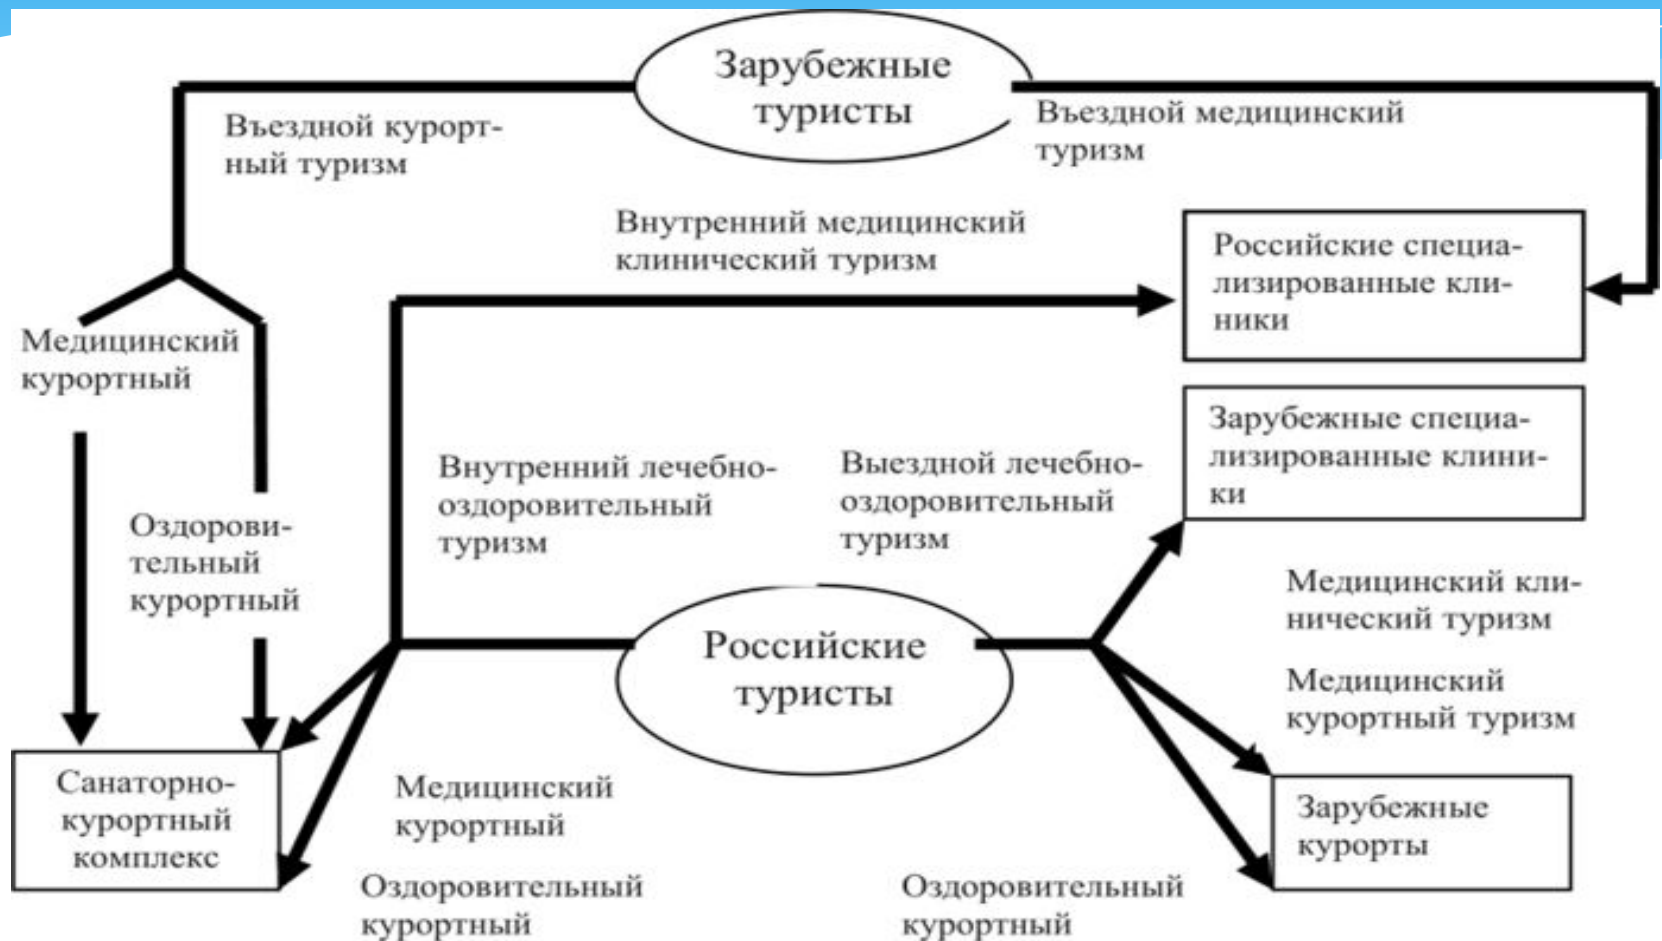 Зарубежные
туристы
Въездной курорт-
ный туризм
Въездной медицинский
туризм
Внутренний медицинский
клинический туризм
Российские специа-
лизированные кли-
ники
Медицинский
курортный
Зарубежные специа-
лизированные клини-
ки
Внутренний лечебно-
оздоровительный
туризм
Выездной лечебно-
оздоровительный
туризм
Оздорови-
тельный
курортный
Медицинский кли-
нический туризм
Российские
туристы
Медицинский
курортный туризм
Санаторно-
курортный
комплекс
Медицинский
курортный
Зарубежные
курорты
Оздоровительный
курортный
Оздоровительный
курортный